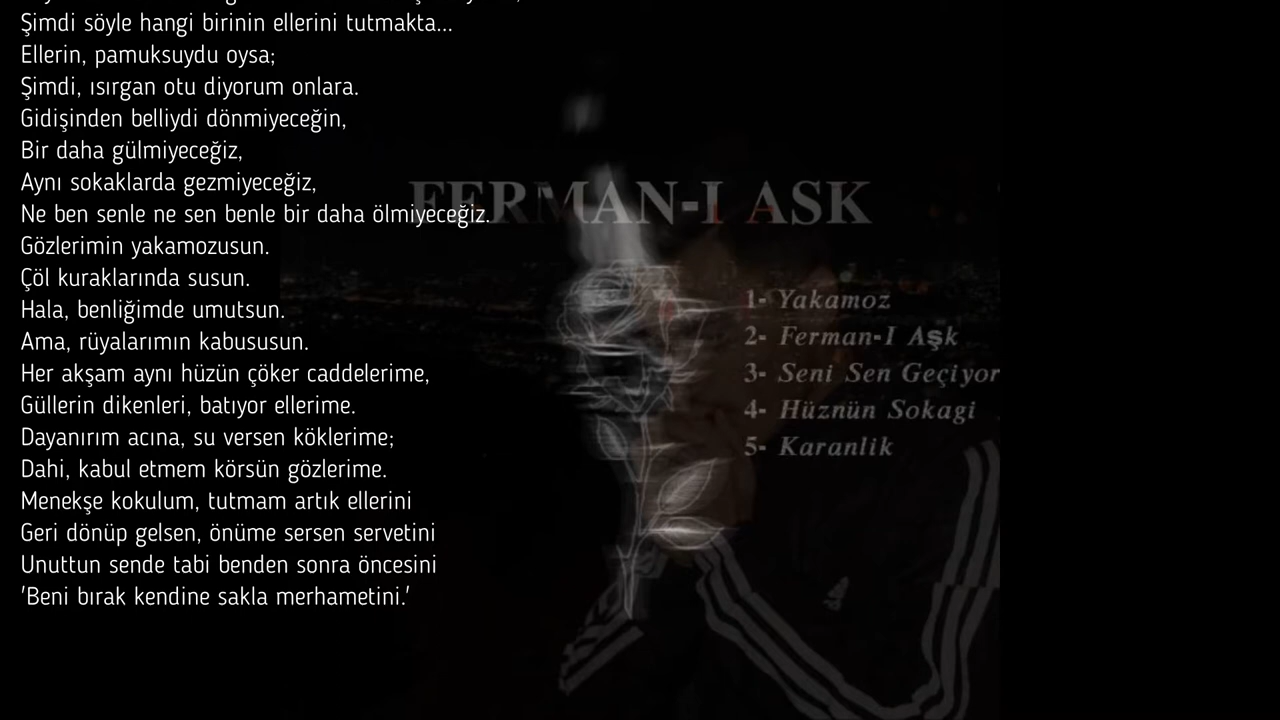 Şimdi söyle hangi birinin ellerini tutmakta...
Ellerin, pamuksuydu oysa;
Şimdi, ısırgan otu diyorum onlara.
Gidişinden belliydi dönmiyeceğin,
Bir daha gülmiyeceğiz,
Aynı sokaklarda gezmiyeceğiz,
Ne ben senle ne sen benle bir daha ölmiyeceğiz.
Gözlerimin yakamozusun.
Çöl kuraklarında susun.
Hala, benliğimde umutsun.
Ama, rüyalarımın kabususun.
Her akşam aynı hüzün çöker caddelerime,
Güllerin dikenleri, batıyor ellerime.
Dayanırım acına, su versen köklerime;
Dahi, kabul etmem körsün gözlerime.
Menekşe kokulum, tutmam artık ellerini
Geri dönüp gelsen, önüme sersen servetini
Unuttun sende tabi benden sonra öncesini
'Beni bırak kendine sakla merhametini.'
FERMAN-I ASK
1- Yakamoz
2- Ferman-I Aşk
3- Seni Sen Geçiyor
4- Hüznün Sokagi
5- Karanlik